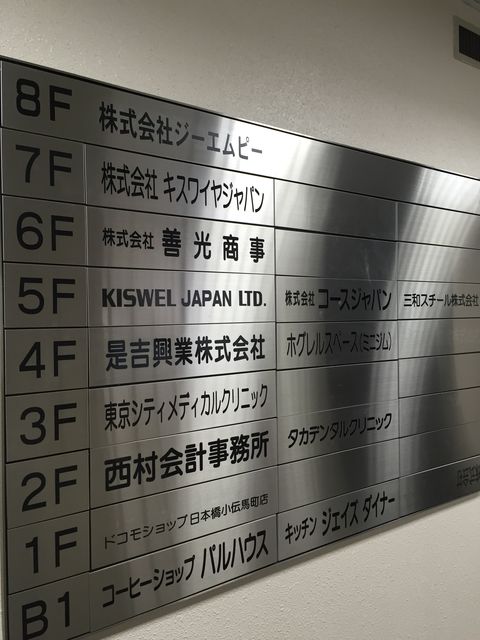 8F 株式会社ジーエムピー
7F 株式会社 キスワイヤジャパン
6F 株式会社 善光商事
5F KISWEL JAPAN LTD. 株式会社 コースジャパン 三和スチール株式会社
4F 是吉興業株式会社 ホグレルスペース(ミニジム)
3F 東京シティメディカルクリニック
2F 西村会計事務所 タカデンタルクリニック
1F ドコモショップ日本橋小伝馬町店
B1 コーヒーショップ パルハウス キッチン ジェイズ ダイナー